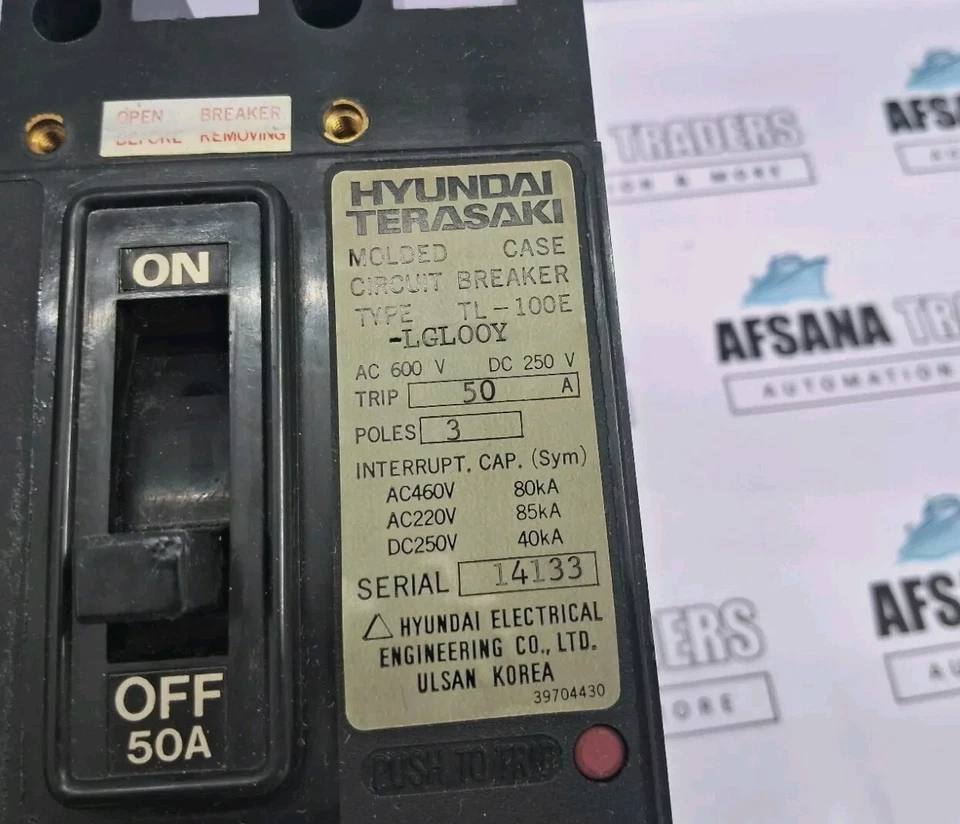 OPEN BREAKER
BEFORE REMOVING
ON
OFF
50A
HYUNDAI
TERASAKI
MOLDED CASE
CIRCUIT BREAKER
TYPE TL-100E
-LGLOOY
AC 600 V DC 250 V
TRIP 50 A
POLES 3
INTERRUPT. CAP. (Sym)
AC460V 80kA
AC220V 85kA
DC250V 40kA
SERIAL 14133
HYUNDAI ELECTRICAL
ENGINEERING CO., LTD.
ULSAN KOREA
39704430
PUSH TO TRIP
TRADERS
& MORE
AFSANA
AUTOMATION